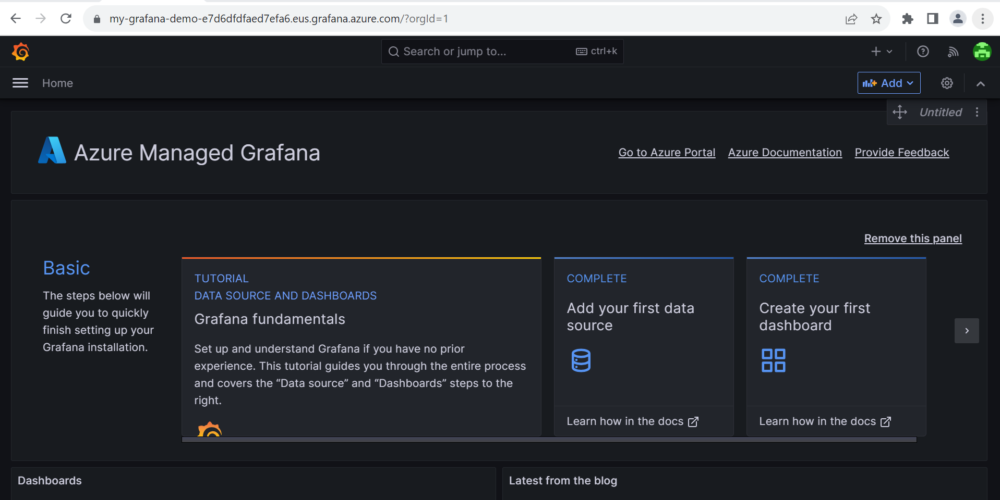 my-grafana-demo-e7d6dfdfaed7efa6.eus.grafana.azure.com/?orgId=1
Search or jump to...
ctrl+k
Home
Add
Untitled
Azure Managed Grafana
Go to Azure Portal
Azure Documentation
Provide Feedback
Remove this panel
Basic
The steps below will
guide you to quickly
finish setting up your
Grafana installation.
TUTORIAL
DATA SOURCE AND DASHBOARDS
Grafana fundamentals
Set up and understand Grafana if you have no prior
experience. This tutorial guides you through the entire process
and covers the “Data source” and “Dashboards” steps to the
right.
COMPLETE
Add your first data
source
Learn how in the docs
COMPLETE
Create your first
dashboard
Learn how in the docs
Dashboards
Latest from the blog